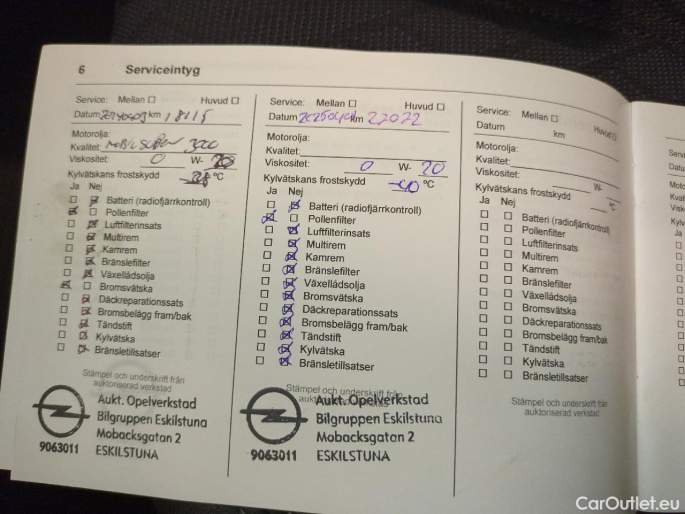 6 Serviceintyg
Service: Mellan ☐ Huvud ☐
Datum km 18115
Motorolja:
Kvalitet:
Viskositet: 0 W- 20
Kylvätskans frostskydd °C
Ja Nej
☐ ☒ Batteri (radiofjärrkontroll)
☒ ☐ Pollenfilter
☐ ☒ Luftfilterinsats
☐ ☒ Multirem
☐ ☒ Kamrem
☐ ☒ Bränslefilter
☐ ☒ Växellådsolja
☒ ☐ Bromsvätska
☐ ☒ Däckreparationssats
☐ ☒ Bromsbelägg fram/bak
☐ ☒ Tändstift
☐ ☒ Kylvätska
☐ ☒ Bränsletillsatser
Stämpel och underskrift från
auktoriserad verkstad
Aukt. Opelverkstad
Bilgruppen Eskilstuna
Mobacksgatan 2
9063011 ESKILSTUNA
Service: Mellan ☐ Huvud ☐
Datum km 27072
Motorolja:
Kvalitet:
Viskositet: 0 W- 20
Kylvätskans frostskydd -40 °C
Ja Nej
☐ ☒ Batteri (radiofjärrkontroll)
☒ ☐ Pollenfilter
☐ ☒ Luftfilterinsats
☐ ☒ Multirem
☐ ☒ Kamrem
☐ ☒ Bränslefilter
☐ ☒ Växellådsolja
☐ ☒ Bromsvätska
☐ ☒ Däckreparationssats
☐ ☒ Bromsbelägg fram/bak
☐ ☒ Tändstift
☐ ☒ Kylvätska
☐ ☒ Bränsletillsatser
Stämpel och underskrift från
Aukt. Opelverkstad
Bilgruppen Eskilstuna
Mobacksgatan 2
9063011 ESKILSTUNA
Service: Mellan ☐ Huvud ☐
Datum km
Motorolja:
Kvalitet:
Viskositet: W-
Kylvätskans frostskydd °C
Ja Nej
☐ ☐ Batteri (radiofjärrkontroll)
☐ ☐ Pollenfilter
☐ ☐ Luftfilterinsats
☐ ☐ Multirem
☐ ☐ Kamrem
☐ ☐ Bränslefilter
☐ ☐ Växellådsolja
☐ ☐ Bromsvätska
☐ ☐ Däckreparationssats
☐ ☐ Bromsbelägg fram/bak
☐ ☐ Tändstift
☐ ☐ Kylvätska
☐ ☐ Bränsletillsatser
Stämpel och underskrift från
auktoriserad verkstad
CarOutlet.eu